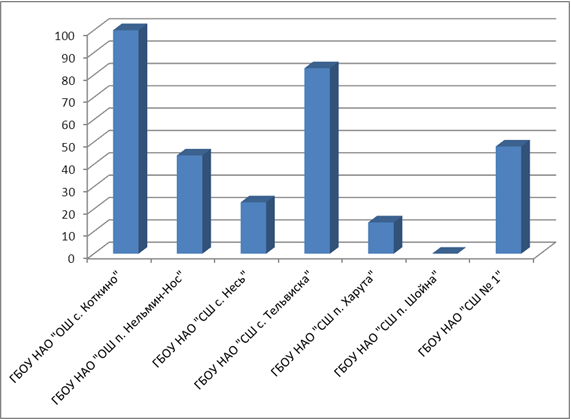 100
90
80
70
60
50
40
30
20
10
0
ГБОУ НАО "ОШ с. Коткино"
ГБОУ НАО "ОШ п. Нельмин-Нос"
ГБОУ НАО "СШ с. Несь"
ГБОУ НАО "СШ с. Тельвиска"
ГБОУ НАО "СШ п. Харута"
ГБОУ НАО "СШ п. Шойна"
ГБОУ НАО "СШ № 1"